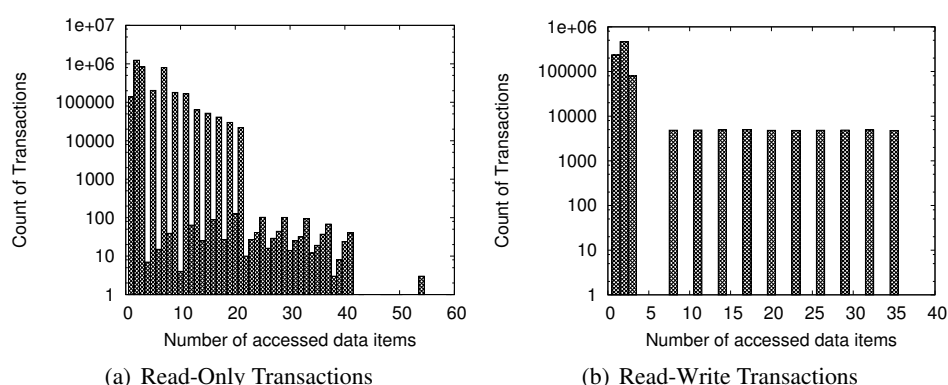 1e+07
1e+06
100000
10000
1000
100
10
1
0 10 20 30 40 50 60
Count of Transactions
Number of accessed data items
(a) Read-Only Transactions
1e+06
100000
10000
1000
100
10
1
0 5 10 15 20 25 30 35 40
Count of Transactions
Number of accessed data items
(b) Read-Write Transactions